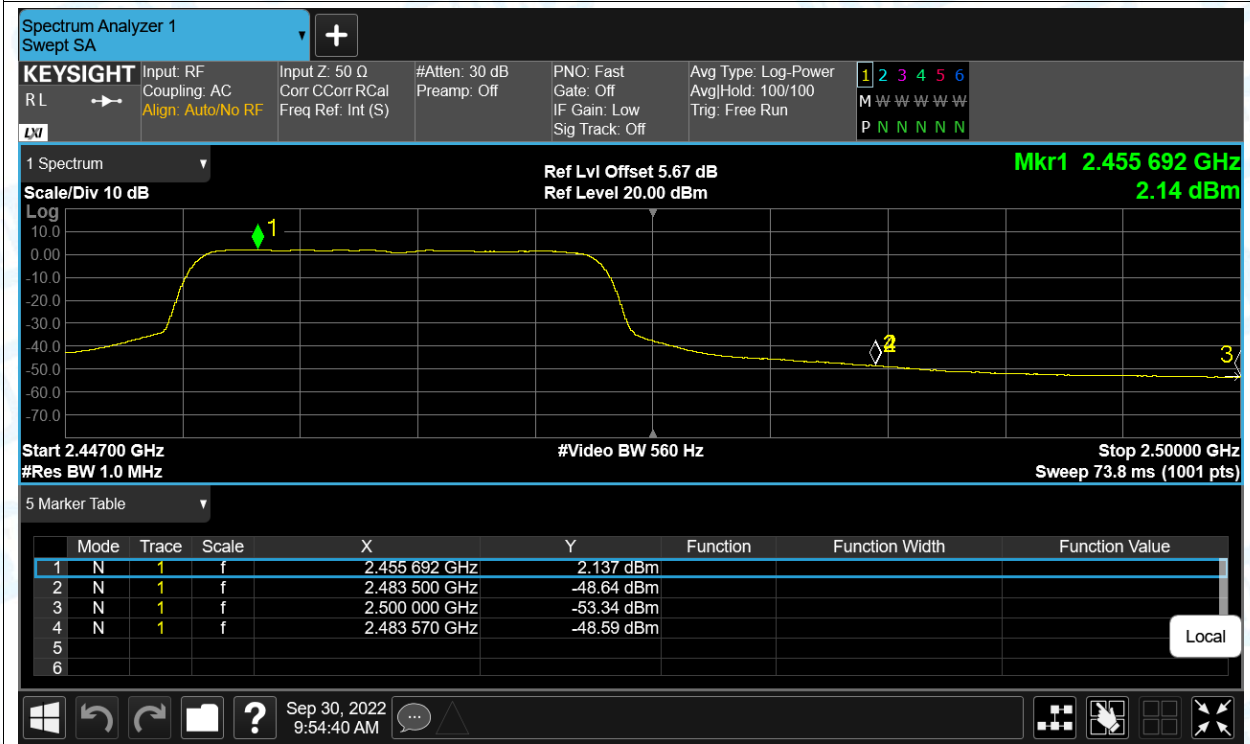 Spectrum Analyzer 1
Swept SA
+
KEYSIGHT
R L
LXI
Input: RF
Coupling: AC
Align: Auto/No RF
Input Z: 50 Ω
Corr CCorr RCal
Freq Ref: Int (S)
#Atten: 30 dB
Preamp: Off
PNO: Fast
Gate: Off
IF Gain: Low
Sig Track: Off
Avg Type: Log-Power
Avg|Hold: 100/100
Trig: Free Run
1 2 3 4 5 6
M W W W W W
P N N N N N
1 Spectrum
Scale/Div 10 dB
Ref Lvl Offset 5.67 dB
Ref Level 20.00 dBm
Mkr1 2.455 692 GHz
2.14 dBm
Log
10.0
0.00
-10.0
-20.0
-30.0
-40.0
-50.0
-60.0
-70.0
1
2
3
Start 2.44700 GHz
#Res BW 1.0 MHz
#Video BW 560 Hz
Stop 2.50000 GHz
Sweep 73.8 ms (1001 pts)
5 Marker Table
Mode Trace Scale X Y Function Function Width Function Value
1 N 1 f 2.455 692 GHz 2.137 dBm
2 N 1 f 2.483 500 GHz -48.64 dBm
3 N 1 f 2.500 000 GHz -53.34 dBm
4 N 1 f 2.483 570 GHz -48.59 dBm
5
6
Local
?
Sep 30, 2022
9:54:40 AM